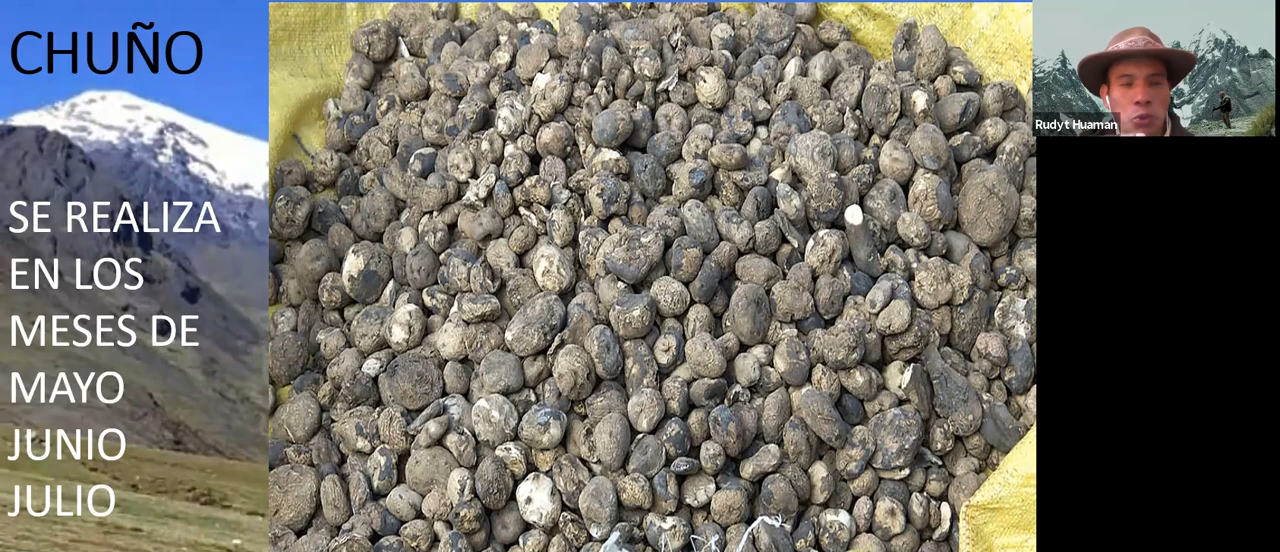 CHUÑO
SE REALIZA
EN LOS
MESES DE
MAYO
JUNIO
JULIO
Rudyt Huaman